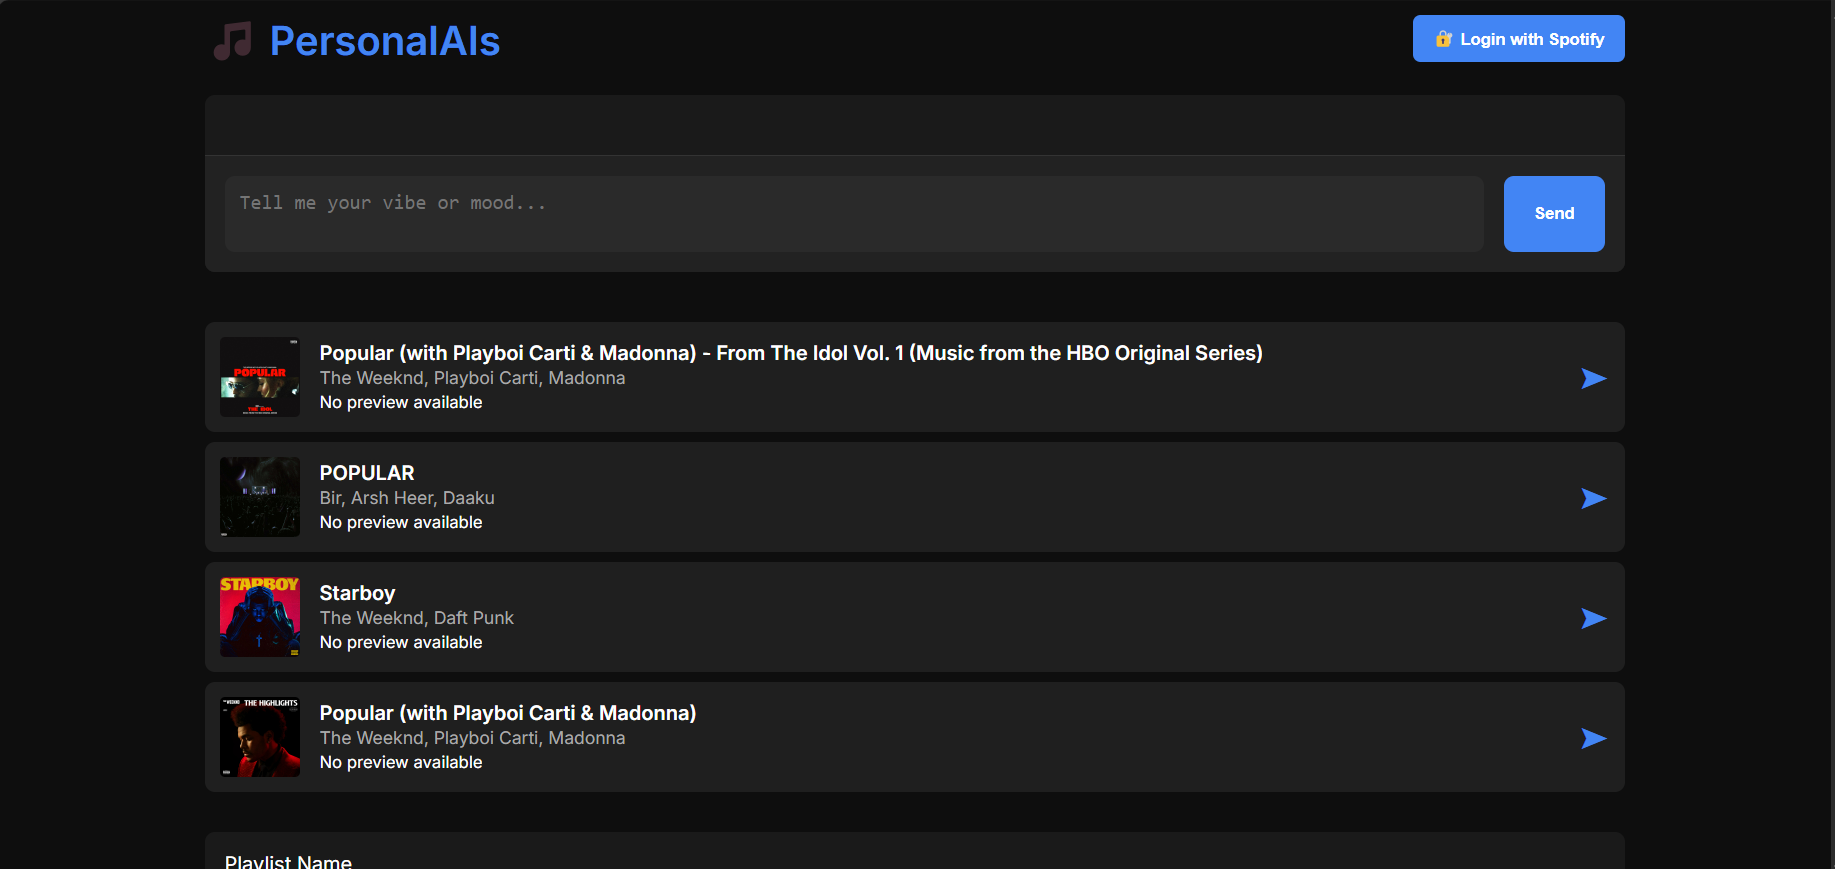 PersonalAIs
Login with Spotify
Tell me your vibe or mood...
Send
POPULAR
THE IDOL
Popular (with Playboi Carti & Madonna) - From The Idol Vol. 1 (Music from the HBO Original Series)
The Weeknd, Playboi Carti, Madonna
No preview available
POPULAR
Bir, Arsh Heer, Daaku
No preview available
STARBOY
Starboy
The Weeknd, Daft Punk
No preview available
THE HIGHLIGHTS
Popular (with Playboi Carti & Madonna)
The Weeknd, Playboi Carti, Madonna
No preview available
Playlist Name